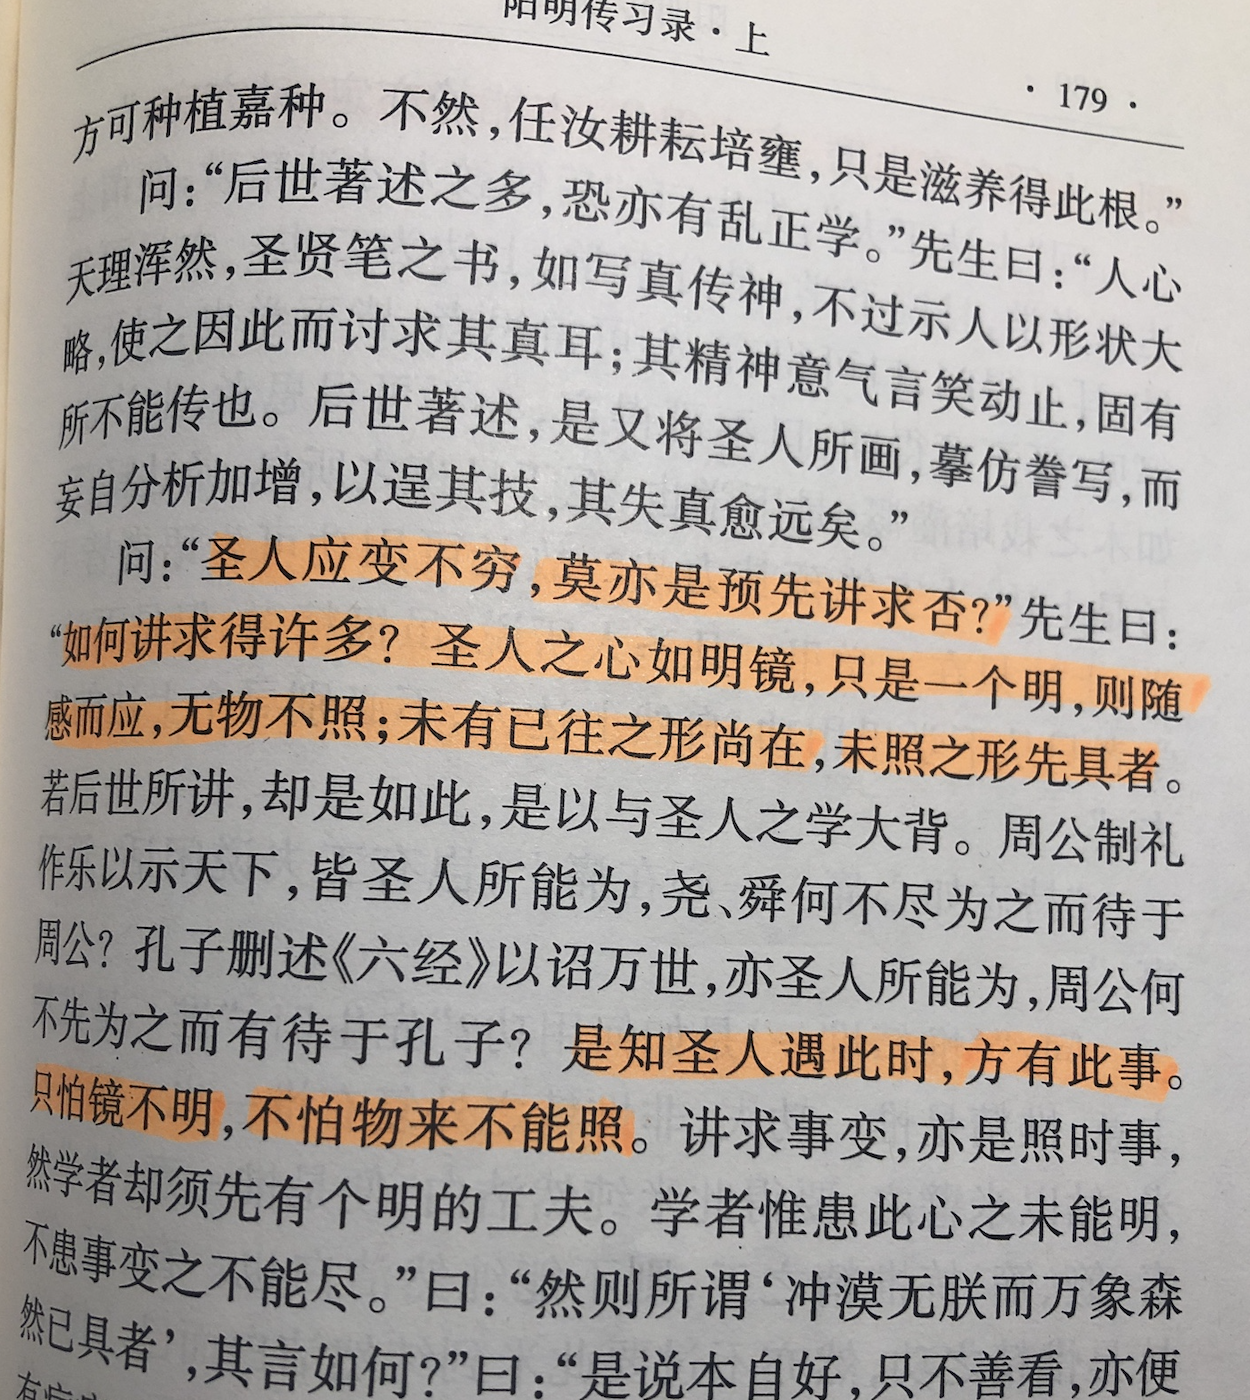 阳明传习录·上
·179·
方可种植嘉种。不然,任汝耕耘培壅,只是滋养得此根。”
问:“后世著述之多,恐亦有乱正学。”先生曰:“人心
天理浑然,圣贤笔之书,如写真传神,不过示人以形状大
略,使之因此而讨求其真耳;其精神意气言笑动止,固有
所不能传也。后世著述,是又将圣人所画,摹仿誊写,而
妄自分析加增,以逞其技,其失真愈远矣。”
问:“圣人应变不穷,莫亦是预先讲求否?”先生曰:
“如何讲求得许多?圣人之心如明镜,只是一个明,则随
感而应,无物不照;未有已往之形尚在,未照之形先具者。
若后世所讲,却是如此,是以与圣人之学大背。周公制礼
作乐以示天下,皆圣人所能为,尧、舜何不尽为之而待于
周公?孔子删述《六经》以诏万世,亦圣人所能为,周公何
不先为之而有待于孔子?是知圣人遇此时,方有此事。
只怕镜不明,不怕物来不能照。讲求事变,亦是照时事,
然学者却须先有个明的工夫。学者惟患此心之未能明,
不患事变之不能尽。”曰:“然则所谓‘冲漠无朕而万象森
然已具者’,其言如何?”曰:“是说本自好,只不善看,亦便